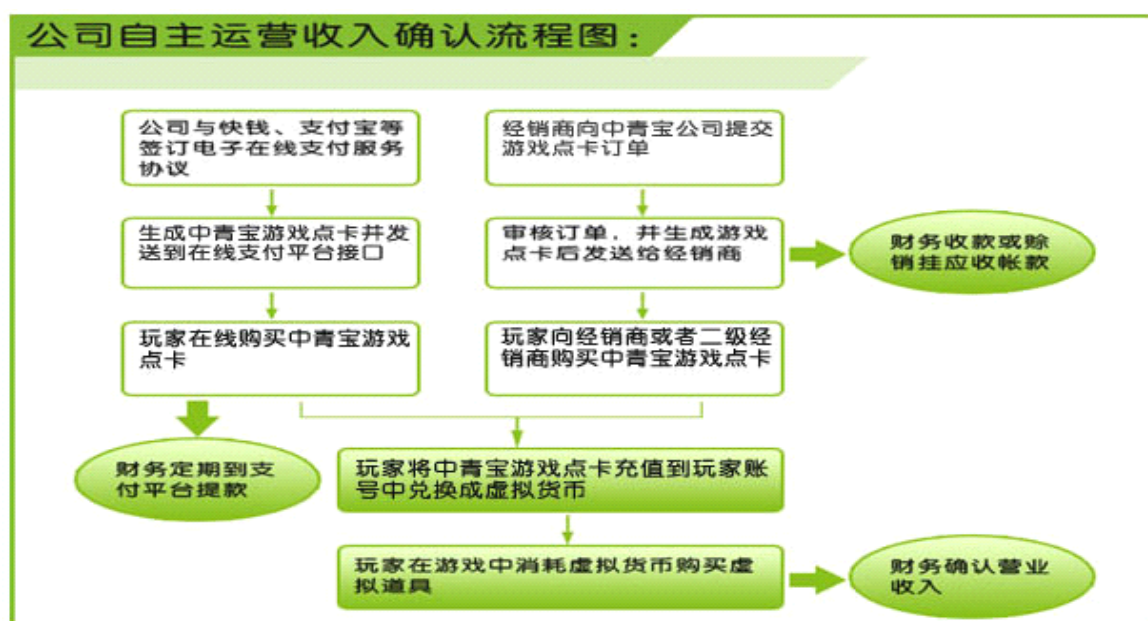 公司自主运营收入确认流程图：
公司与快钱、支付宝等
签订电子在线支付服务
协议
经销商向中青宝公司提交
游戏点卡订单
生成中青宝游戏点卡并发
送到在线支付平台接口
审核订单，并生成游戏
点卡后发送给经销商
财务收款或赊
销挂应收帐款
玩家在线购买中青宝游戏
点卡
玩家向经销商或者二级经
销商购买中青宝游戏点卡
财务定期到支
付平台提款
玩家将中青宝游戏点卡充值到玩家账
号中兑换成虚拟货币
玩家在游戏中消耗虚拟货币购买虚
拟道具
财务确认营业
收入